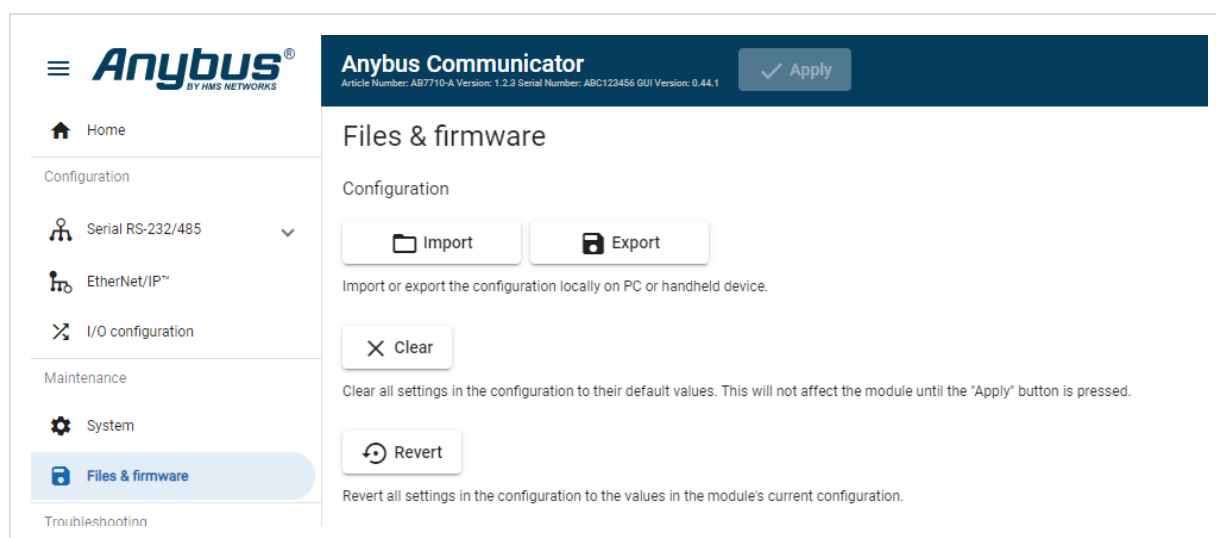 Anybus®
BY HMS NETWORKS
Anybus Communicator
Article Number: AB7710-A Version: 1.2.3 Serial Number: ABC123456 GUI Version: 0.44.1
Apply
Home
Configuration
Serial RS-232/485
EtherNet/IP™
I/O configuration
Maintenance
System
Files & firmware
Troubleshooting
Files & firmware
Configuration
Import
Export
Import or export the configuration locally on PC or handheld device.
Clear
Clear all settings in the configuration to their default values. This will not affect the module until the "Apply" button is pressed.
Revert
Revert all settings in the configuration to the values in the module's current configuration.